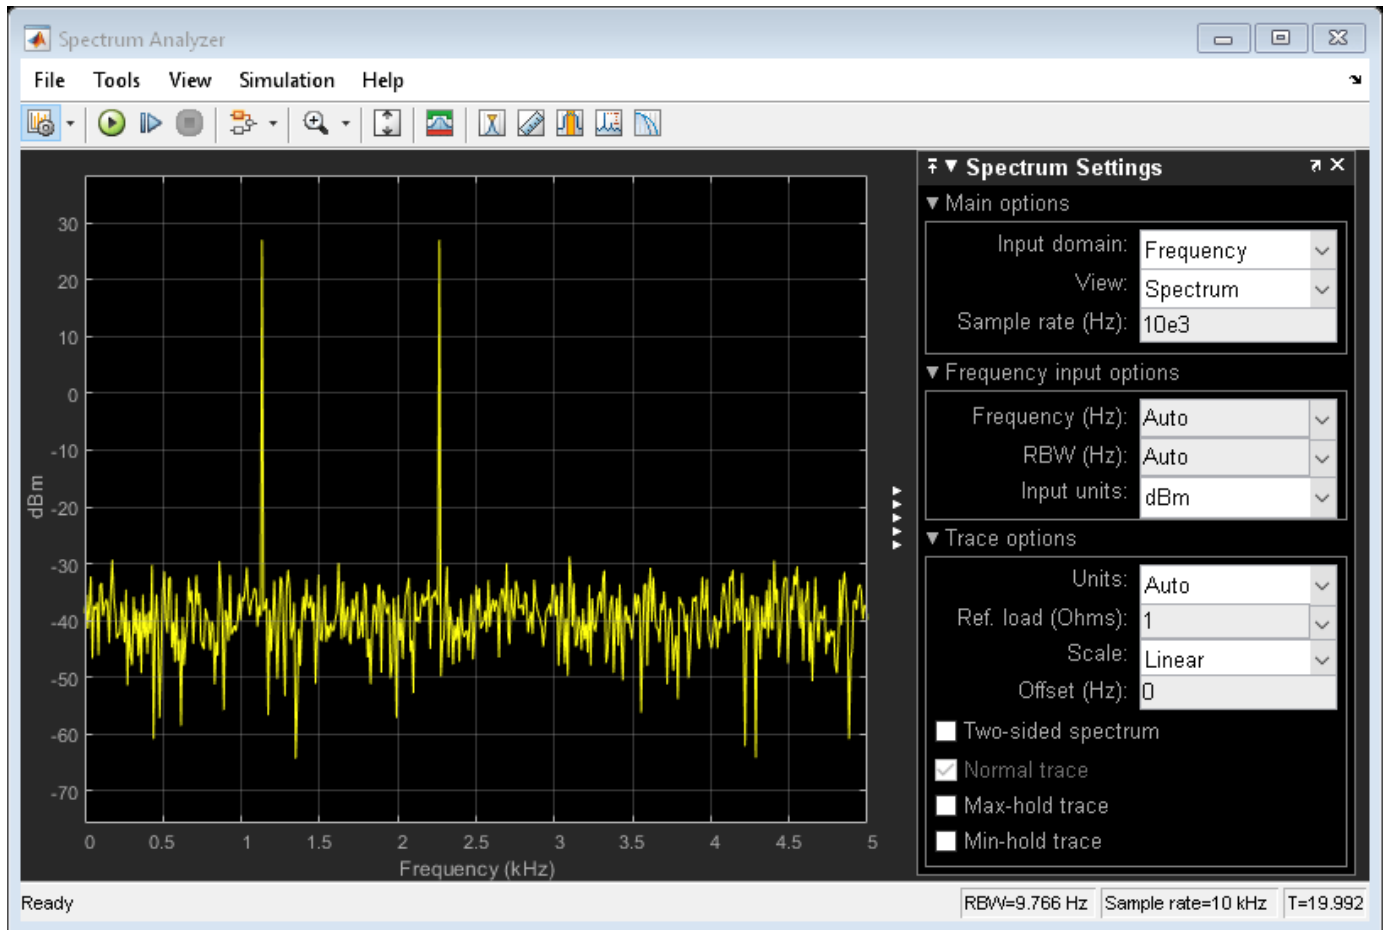 Spectrum Analyzer
File Tools View Simulation Help
Spectrum Settings
Main options
Input domain: Frequency
View: Spectrum
Sample rate (Hz): 10e3
Frequency input options
Frequency (Hz): Auto
RBW (Hz): Auto
Input units: dBm
Trace options
Units: Auto
Ref. load (Ohms): 1
Scale: Linear
Offset (Hz): 0
Two-sided spectrum
Normal trace
Max-hold trace
Min-hold trace
30
20
10
0
-10
-20
-30
-40
-50
-60
-70
dBm
0 0.5 1 1.5 2 2.5 3 3.5 4 4.5 5
Frequency (kHz)
Ready RBW=9.766 Hz Sample rate=10 kHz T=19.992